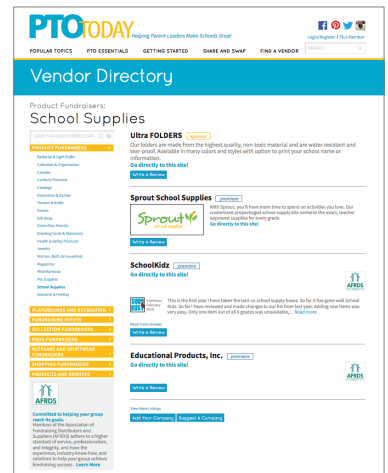 PTOTODAY Helping Parent Leaders Make Schools Great
Login/Register | Plus Member
POPULAR TOPICS PTO ESSENTIALS GETTING STARTED SHARE AND SWAP FIND A VENDOR SEARCH...
Vendor Directory
Product Fundraisers:
School Supplies
SEARCH IN VENDOR DIRECTORY
PRODUCT FUNDRAISERS
Batteries & Light Bulbs
Calendars & Organization
Candles
CD/Data Products
Catalogs
Decorative & Garden
Flowers & Bulbs
Games
Gift Wrap
Green/Eco-Friendly
Greeting Cards & Stationery
Health & Safety Products
Jewelry
Kitchen, Bath, & Household
Magazines
Miscellaneous
Pet Supplies
School Supplies
Seasonal & Holiday
PLAYGROUNDS AND RECREATION
FUNDRAISING EVENTS
COLLECTION FUNDRAISERS
FOOD FUNDRAISERS
KEEPSAKE AND SPIRITWEAR
FUNDRAISERS
SHOPPING FUNDRAISERS
PRODUCTS AND SERVICES
AFRDS
Committed to helping your group
reach its goals.
Members of the Association of
Fundraising Distributors and
Suppliers (AFRDS) adhere to a higher
standard of service, professionalism,
and integrity, and have the
experience, industry know-how, and
solutions to help your group achieve
fundraising success. Learn More
Ultra FOLDERS sponsor
Our folders are made from the highest quality, non-toxic material and are water-resistant and
tear-proof. Available in many colors and styles with option to print your school name or
information.
Go directly to this site!
Write a Review
Sprout School Supplies premiere
Sprout
school supplies
With Sprout, you'll have more time to spend on activities you love. Our
customized prepackaged school supply kits contain the exact, teacher
approved supplies for every grade.
Go directly to this site!
Write a Review
SchoolKidz premiere
Go directly to this site!
AFRDS
This is the first year I have taken the last on school supply boxes. So far it has gone well School
Kidz. So far I have reviewed and made changes to our list from last year. Adding new items was
very easy. Only one item out of all 6 grades was unavailable,... Read more
Read more reviews
Write a Review
Educational Products, Inc. premiere
Go directly to this site!
AFRDS
Write a Review
View More Listings
Add Your Company Suggest A Company